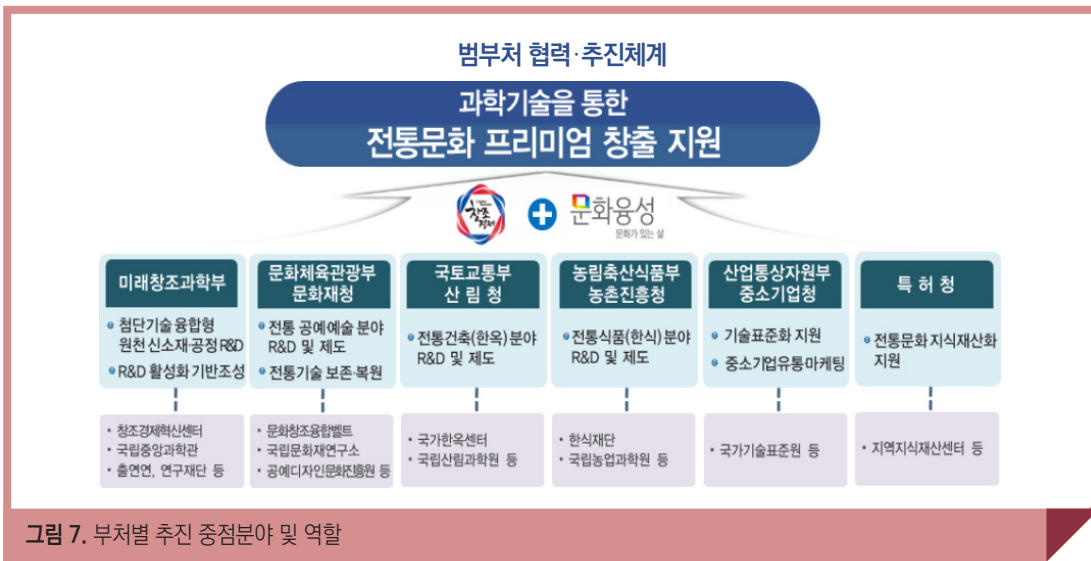 범부처 협력·추진체계
과학기술을 통한
전통문화 프리미엄 창출 지원
창조
경제
문화융성
문화가 있는 삶
미래창조과학부
• 첨단기술 융합형
원천 신소재·공정 R&D
• R&D 활성화 기반조성
• 창조경제혁신센터
• 국립중앙과학관
• 출연연, 연구재단 등
문화체육관광부
문화재청
• 전통 공예·예술 분야
R&D 및 제도
• 전통기술 보존·복원
• 문화창조융합벨트
• 국립문화재연구소
• 공예디자인문화진흥원 등
국토교통부
산 림 청
• 전통건축(한옥) 분야
R&D 및 제도
• 국가한옥센터
• 국립산림과학원 등
농림축산식품부
농촌진흥청
• 전통식품(한식) 분야
R&D 및 제도
• 한식재단
• 국립농업과학원 등
산업통상자원부
중소기업청
• 기술표준화 지원
• 중소기업유통·마케팅
• 국가기술표준원 등
특 허 청
• 전통문화 지식재산화
지원
• 지역지식재산센터 등
그림 7. 부처별 추진 중점분야 및 역할